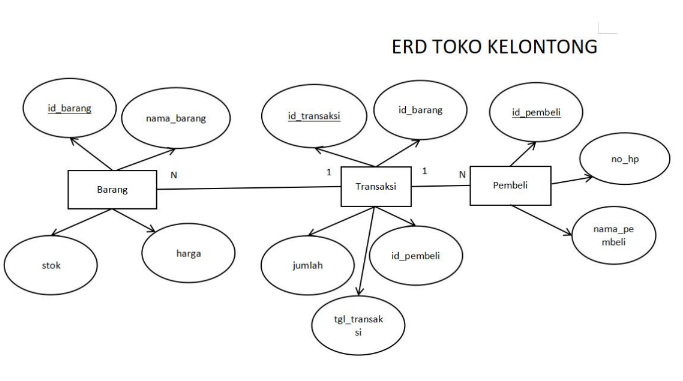 ERD TOKO KELONTONG
id_barang
nama_barang
id_transaksi
id_barang
id_pembeli
no_hp
Barang
N
1
Transaksi
1
N
Pembeli
stok
harga
jumlah
id_pembeli
nama_pe
mbeli
tgl_transak
si